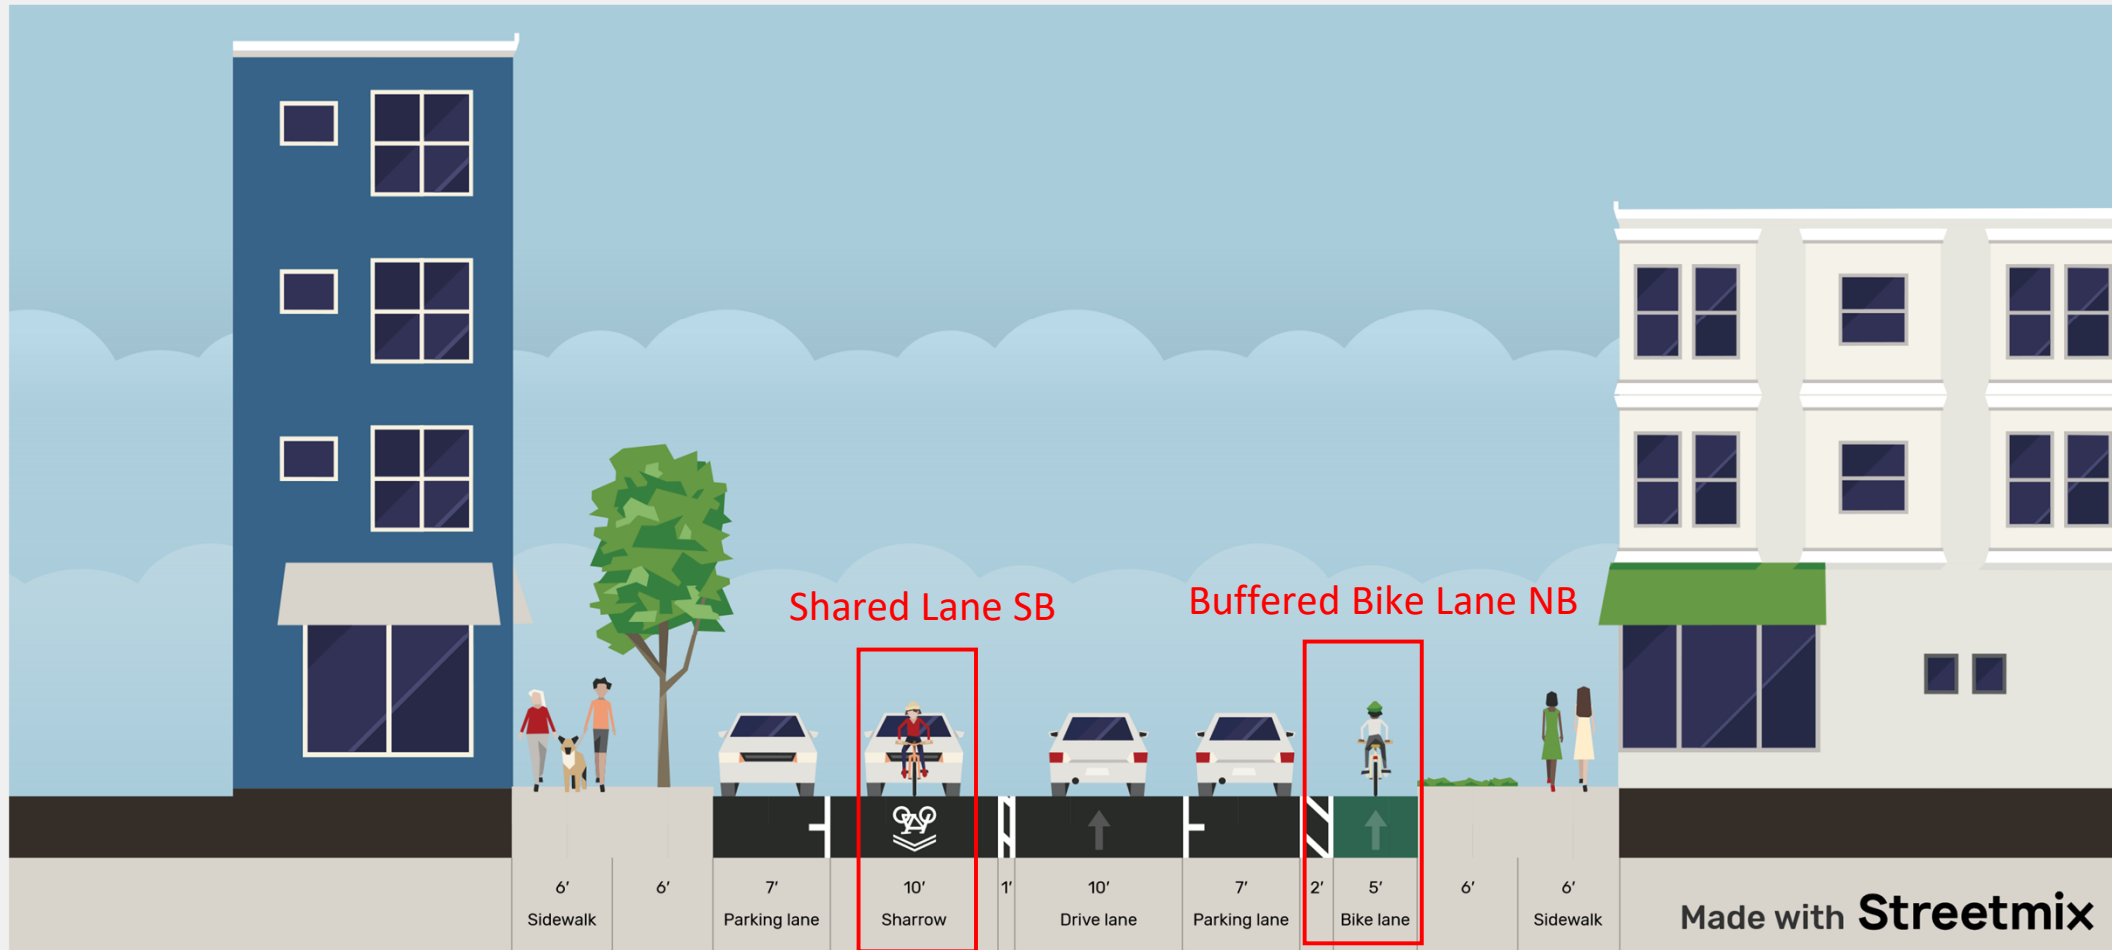 Shared Lane SB
Buffered Bike Lane NB
6'
6'
7'
10'
1'
10'
7'
2'
5'
6'
6'
Sidewalk
Parking lane
Sharrow
Drive lane
Parking lane
Bike lane
Sidewalk
Made with Streetmix